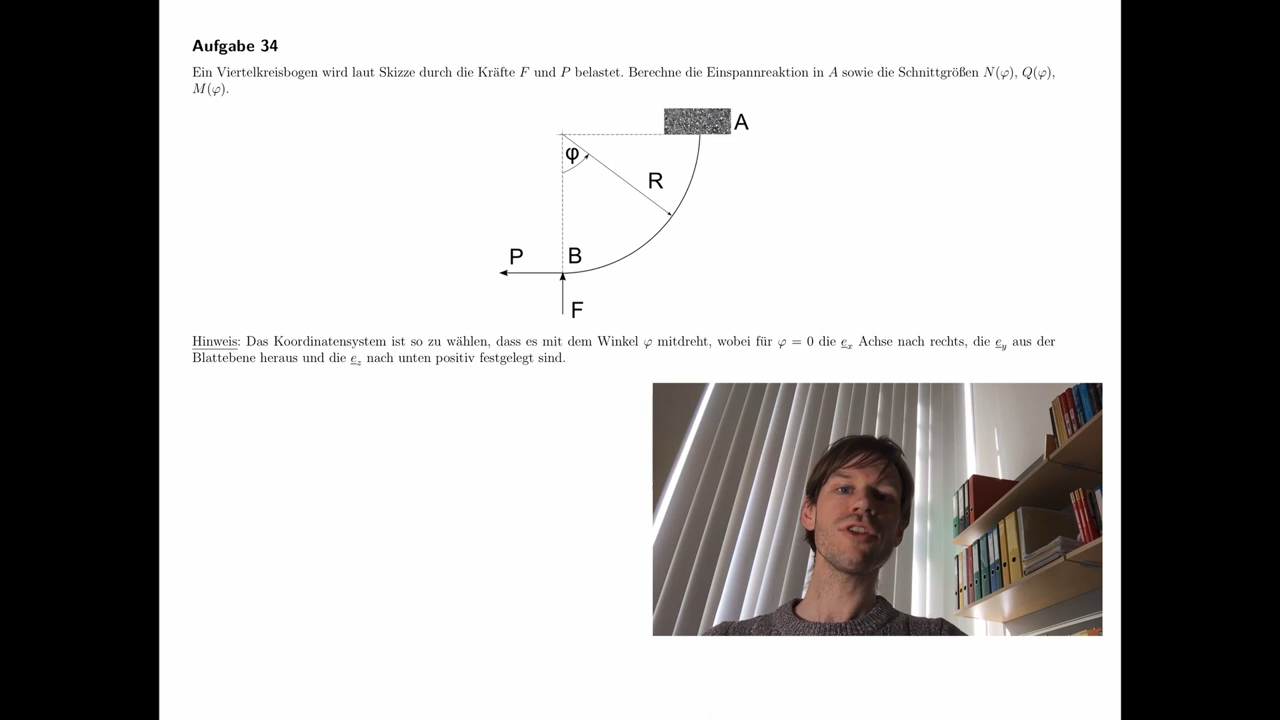 Aufgabe 34
Ein Viertelkreisbogen wird laut Skizze durch die Kräfte F und P belastet. Berechne die Einspannreaktion in A sowie die Schnittgrößen N(φ), Q(φ),
M(φ).
A
φ
R
P
B
F
Hinweis: Das Koordinatensystem ist so zu wählen, dass es mit dem Winkel φ mitdreht, wobei für φ = 0 die e_x Achse nach rechts, die e_y aus der
Blattebene heraus und die e_z nach unten positiv festgelegt sind.